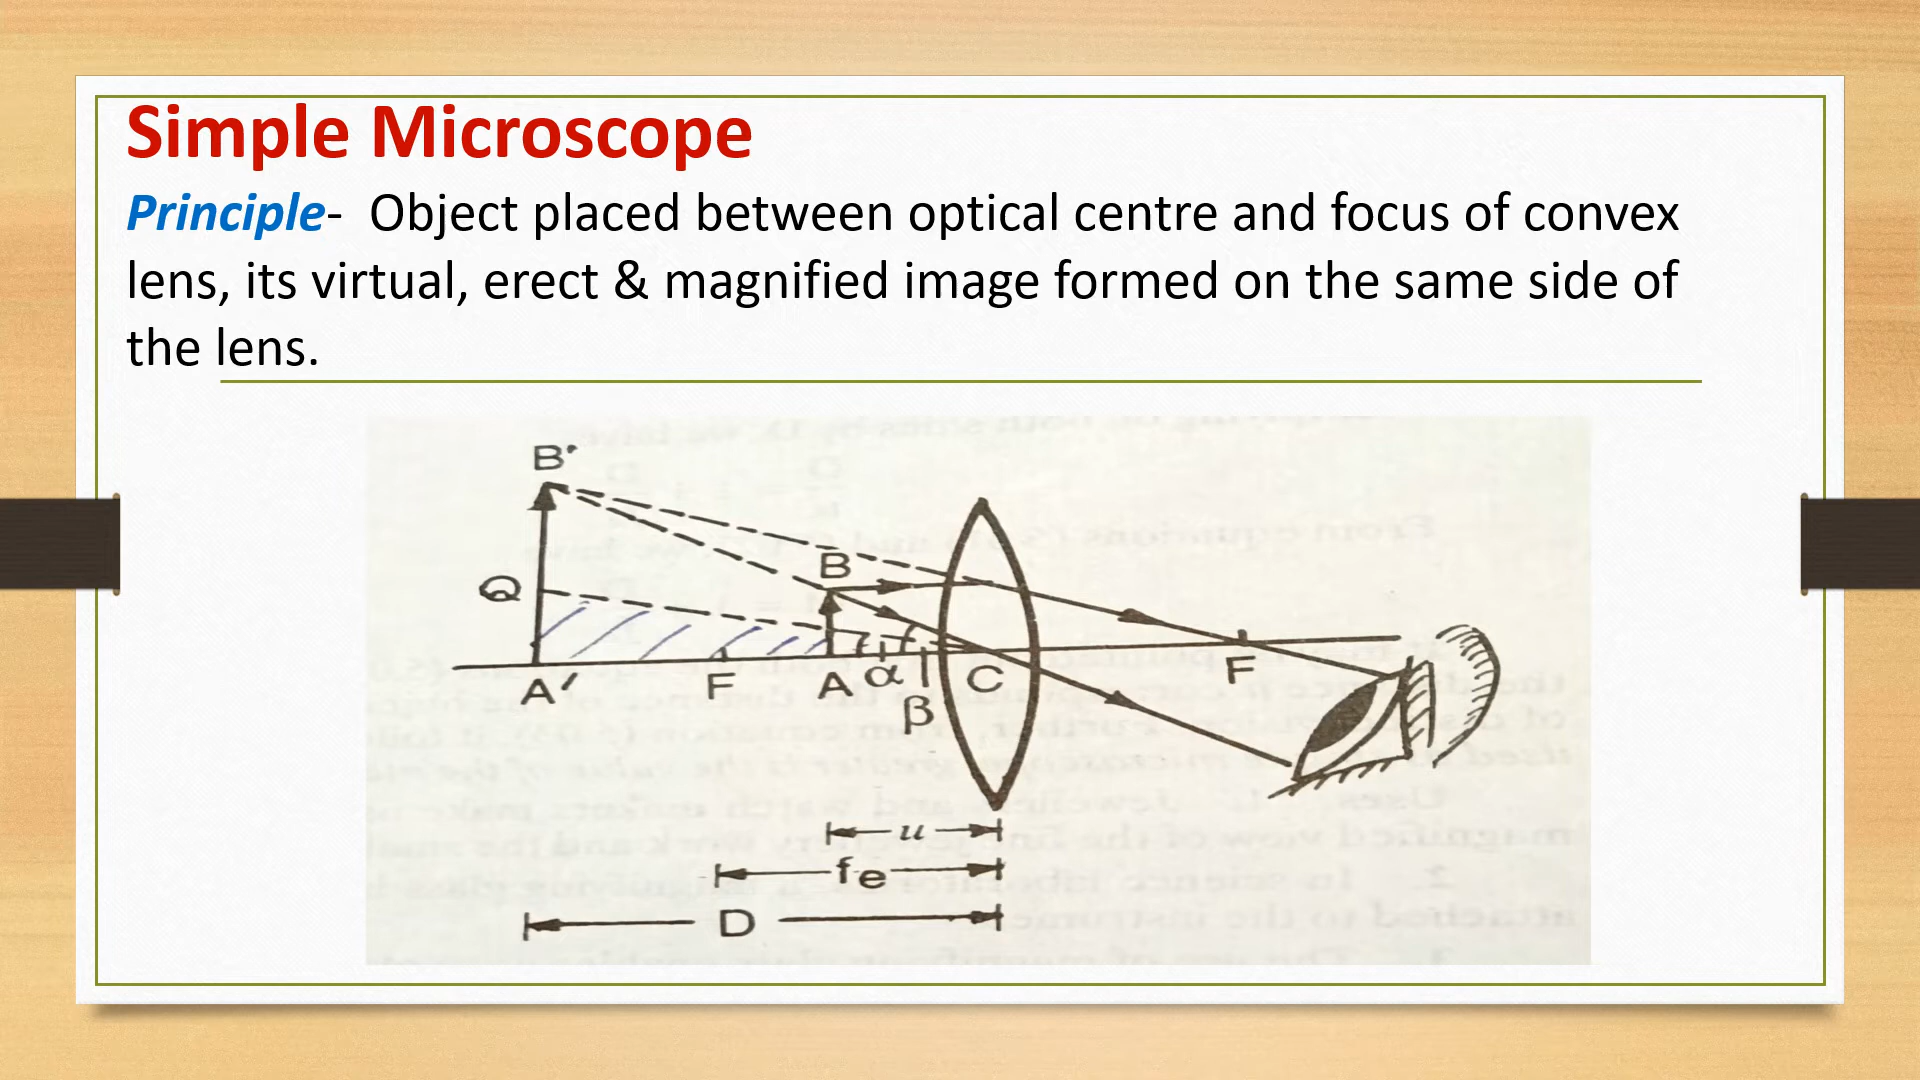 Simple Microscope
Principle- Object placed between optical centre and focus of convex
lens, its virtual, erect & magnified image formed on the same side of
the lens.
B'
B
Q
A' F A α C F
β
u
fe
D